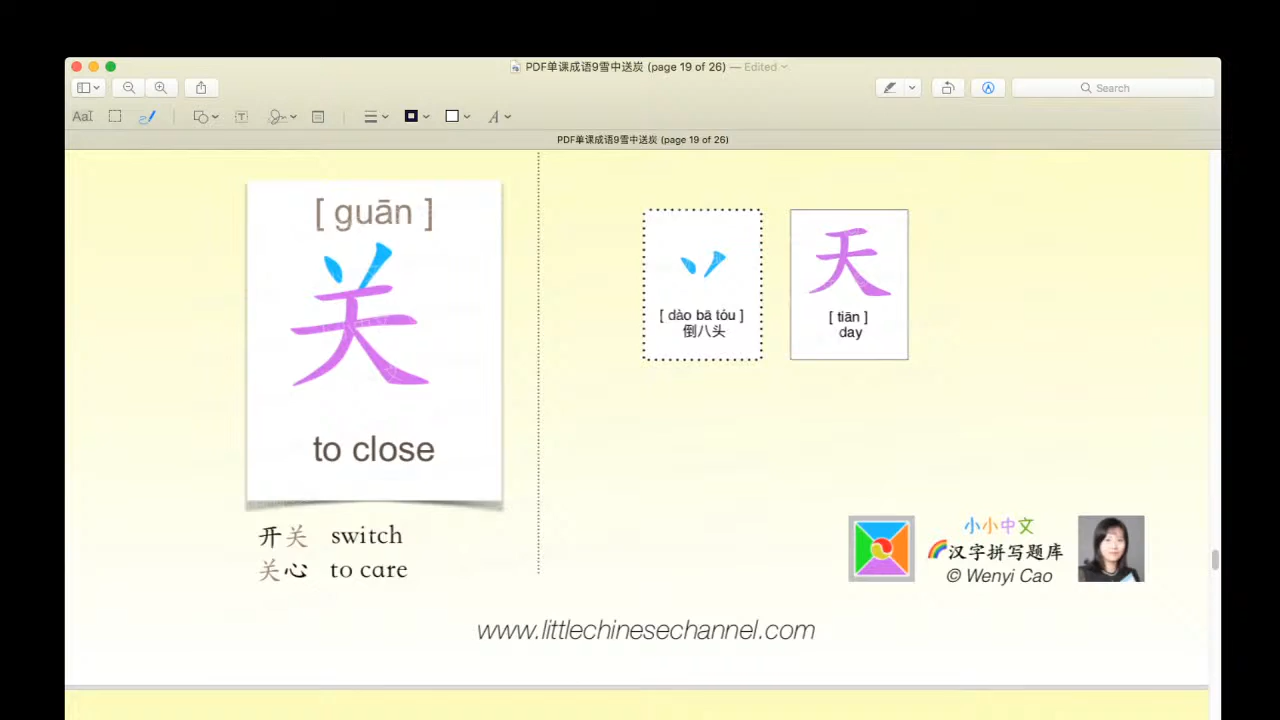 PDF单课成语9雪中送炭 (page 19 of 26) — Edited
Search
AaI
T
A
PDF单课成语9雪中送炭 (page 19 of 26)
[ guān ]
关
to close
开关 switch
关心 to care
丷
[ dào bā tóu ]
倒八头
天
[ tiān ]
day
小小中文
汉字拼写题库
© Wenyi Cao
www.littlechinesechannel.com